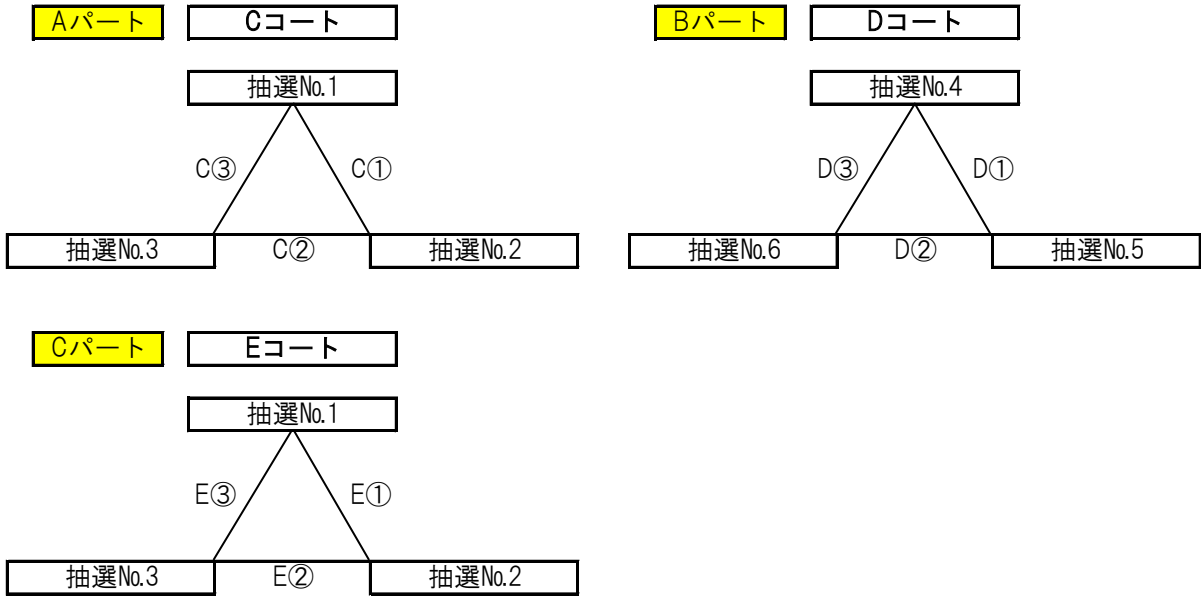 Aパート Cコート
抽選№1
C③ C①
抽選№3 C② 抽選№2
Bパート Dコート
抽選№4
D③ D①
抽選№6 D② 抽選№5
Cパート Eコート
抽選№1
E③ E①
抽選№3 E② 抽選№2